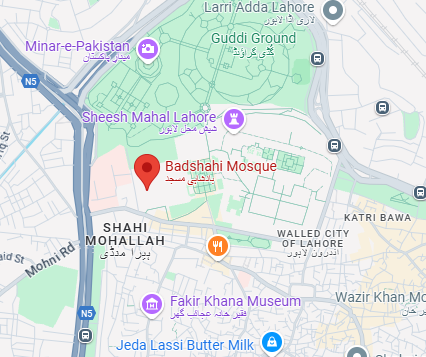 Larri Adda Lahore
لاری اڈا لاہور
Minar-e-Pakistan
مینار پاکستان
Guddi Ground
گڈی گراؤنڈ
N5
Sheesh Mahal Lahore
شیش محل لاہور
Badshahi Mosque
بادشاہی مسجد
KATRI BAWA
SHAHI
MOHALLAH
ہیرا منڈی
WALLED CITY
OF LAHORE
اندرون لاہور
Mohni Rd
aid St
Fakir Khana Museum
فقیر خانہ عجائب گھر
Wazir Khan Mo
N5
Jeda Lassi Butter Milk